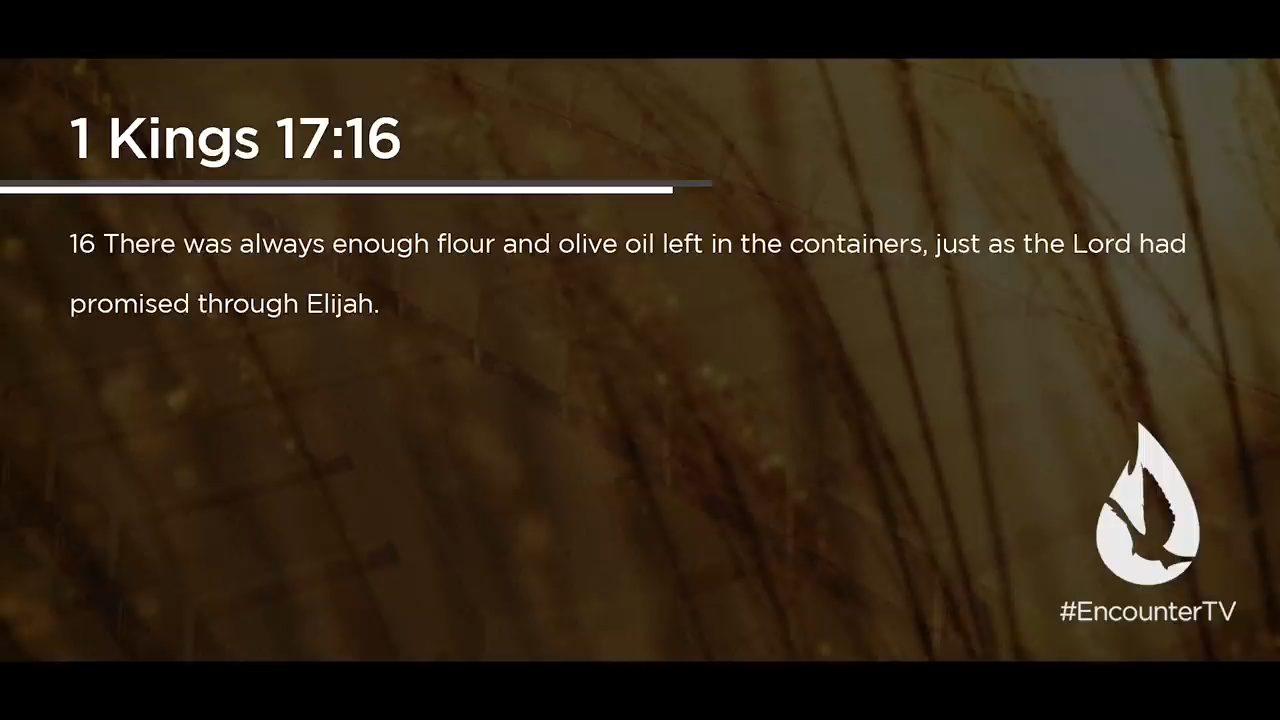 1 Kings 17:16
16 There was always enough flour and olive oil left in the containers, just as the Lord had
promised through Elijah.
#EncounterTV